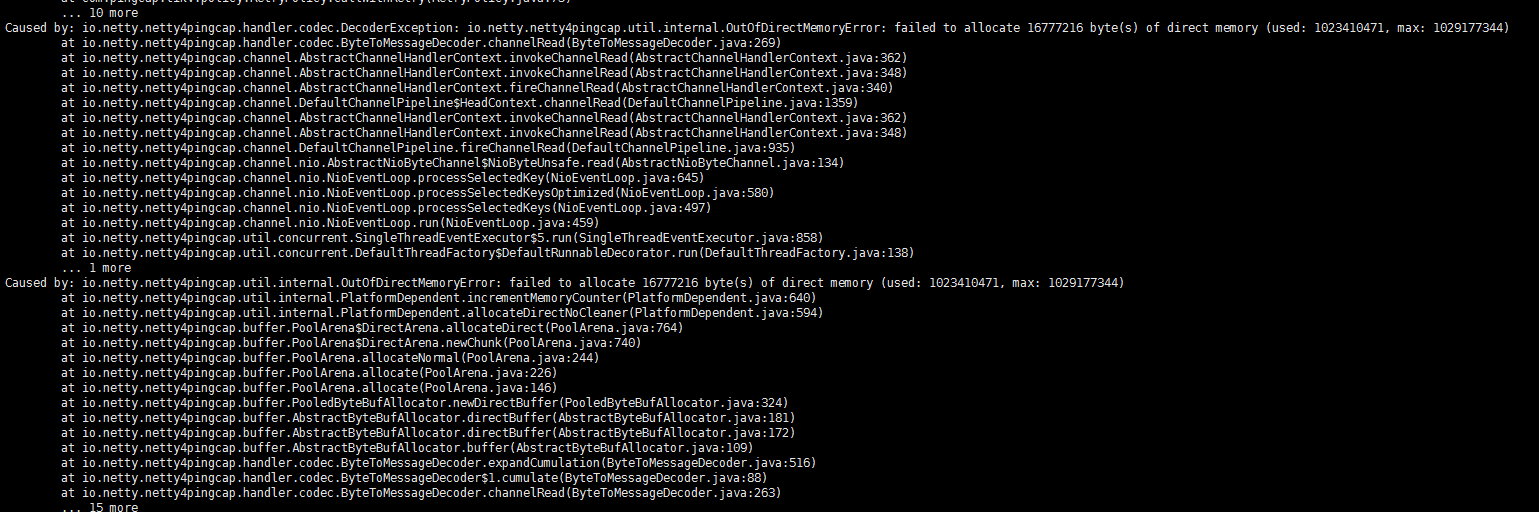 at com.pingcap.tikv.policy.RetryPolicy.callWithRetry(RetryPolicy.java:73)
... 10 more
Caused by: io.netty.netty4pingcap.handler.codec.DecoderException: io.netty.netty4pingcap.util.internal.OutOfDirectMemoryError: failed to allocate 16777216 byte(s) of direct memory (used: 1023410471, max: 1029177344)
at io.netty.netty4pingcap.handler.codec.ByteToMessageDecoder.channelRead(ByteToMessageDecoder.java:269)
at io.netty.netty4pingcap.channel.AbstractChannelHandlerContext.invokeChannelRead(AbstractChannelHandlerContext.java:362)
at io.netty.netty4pingcap.channel.AbstractChannelHandlerContext.invokeChannelRead(AbstractChannelHandlerContext.java:348)
at io.netty.netty4pingcap.channel.AbstractChannelHandlerContext.fireChannelRead(AbstractChannelHandlerContext.java:340)
at io.netty.netty4pingcap.channel.DefaultChannelPipeline$HeadContext.channelRead(DefaultChannelPipeline.java:1359)
at io.netty.netty4pingcap.channel.AbstractChannelHandlerContext.invokeChannelRead(AbstractChannelHandlerContext.java:362)
at io.netty.netty4pingcap.channel.AbstractChannelHandlerContext.invokeChannelRead(AbstractChannelHandlerContext.java:348)
at io.netty.netty4pingcap.channel.DefaultChannelPipeline.fireChannelRead(DefaultChannelPipeline.java:935)
at io.netty.netty4pingcap.channel.nio.AbstractNioByteChannel$NioByteUnsafe.read(AbstractNioByteChannel.java:134)
at io.netty.netty4pingcap.channel.nio.NioEventLoop.processSelectedKey(NioEventLoop.java:645)
at io.netty.netty4pingcap.channel.nio.NioEventLoop.processSelectedKeysOptimized(NioEventLoop.java:580)
at io.netty.netty4pingcap.channel.nio.NioEventLoop.processSelectedKeys(NioEventLoop.java:497)
at io.netty.netty4pingcap.channel.nio.NioEventLoop.run(NioEventLoop.java:459)
at io.netty.netty4pingcap.util.concurrent.SingleThreadEventExecutor$5.run(SingleThreadEventExecutor.java:858)
at io.netty.netty4pingcap.util.concurrent.DefaultThreadFactory$DefaultRunnableDecorator.run(DefaultThreadFactory.java:138)
... 1 more
Caused by: io.netty.netty4pingcap.util.internal.OutOfDirectMemoryError: failed to allocate 16777216 byte(s) of direct memory (used: 1023410471, max: 1029177344)
at io.netty.netty4pingcap.util.internal.PlatformDependent.incrementMemoryCounter(PlatformDependent.java:640)
at io.netty.netty4pingcap.util.internal.PlatformDependent.allocateDirectNoCleaner(PlatformDependent.java:594)
at io.netty.netty4pingcap.buffer.PoolArena$DirectArena.allocateDirect(PoolArena.java:764)
at io.netty.netty4pingcap.buffer.PoolArena$DirectArena.newChunk(PoolArena.java:740)
at io.netty.netty4pingcap.buffer.PoolArena.allocateNormal(PoolArena.java:244)
at io.netty.netty4pingcap.buffer.PoolArena.allocate(PoolArena.java:226)
at io.netty.netty4pingcap.buffer.PoolArena.allocate(PoolArena.java:146)
at io.netty.netty4pingcap.buffer.PooledByteBufAllocator.newDirectBuffer(PooledByteBufAllocator.java:324)
at io.netty.netty4pingcap.buffer.AbstractByteBufAllocator.directBuffer(AbstractByteBufAllocator.java:181)
at io.netty.netty4pingcap.buffer.AbstractByteBufAllocator.directBuffer(AbstractByteBufAllocator.java:172)
at io.netty.netty4pingcap.buffer.AbstractByteBufAllocator.buffer(AbstractByteBufAllocator.java:109)
at io.netty.netty4pingcap.handler.codec.ByteToMessageDecoder.expandCumulation(ByteToMessageDecoder.java:516)
at io.netty.netty4pingcap.handler.codec.ByteToMessageDecoder$1.cumulate(ByteToMessageDecoder.java:88)
at io.netty.netty4pingcap.handler.codec.ByteToMessageDecoder.channelRead(ByteToMessageDecoder.java:263)
... 15 more